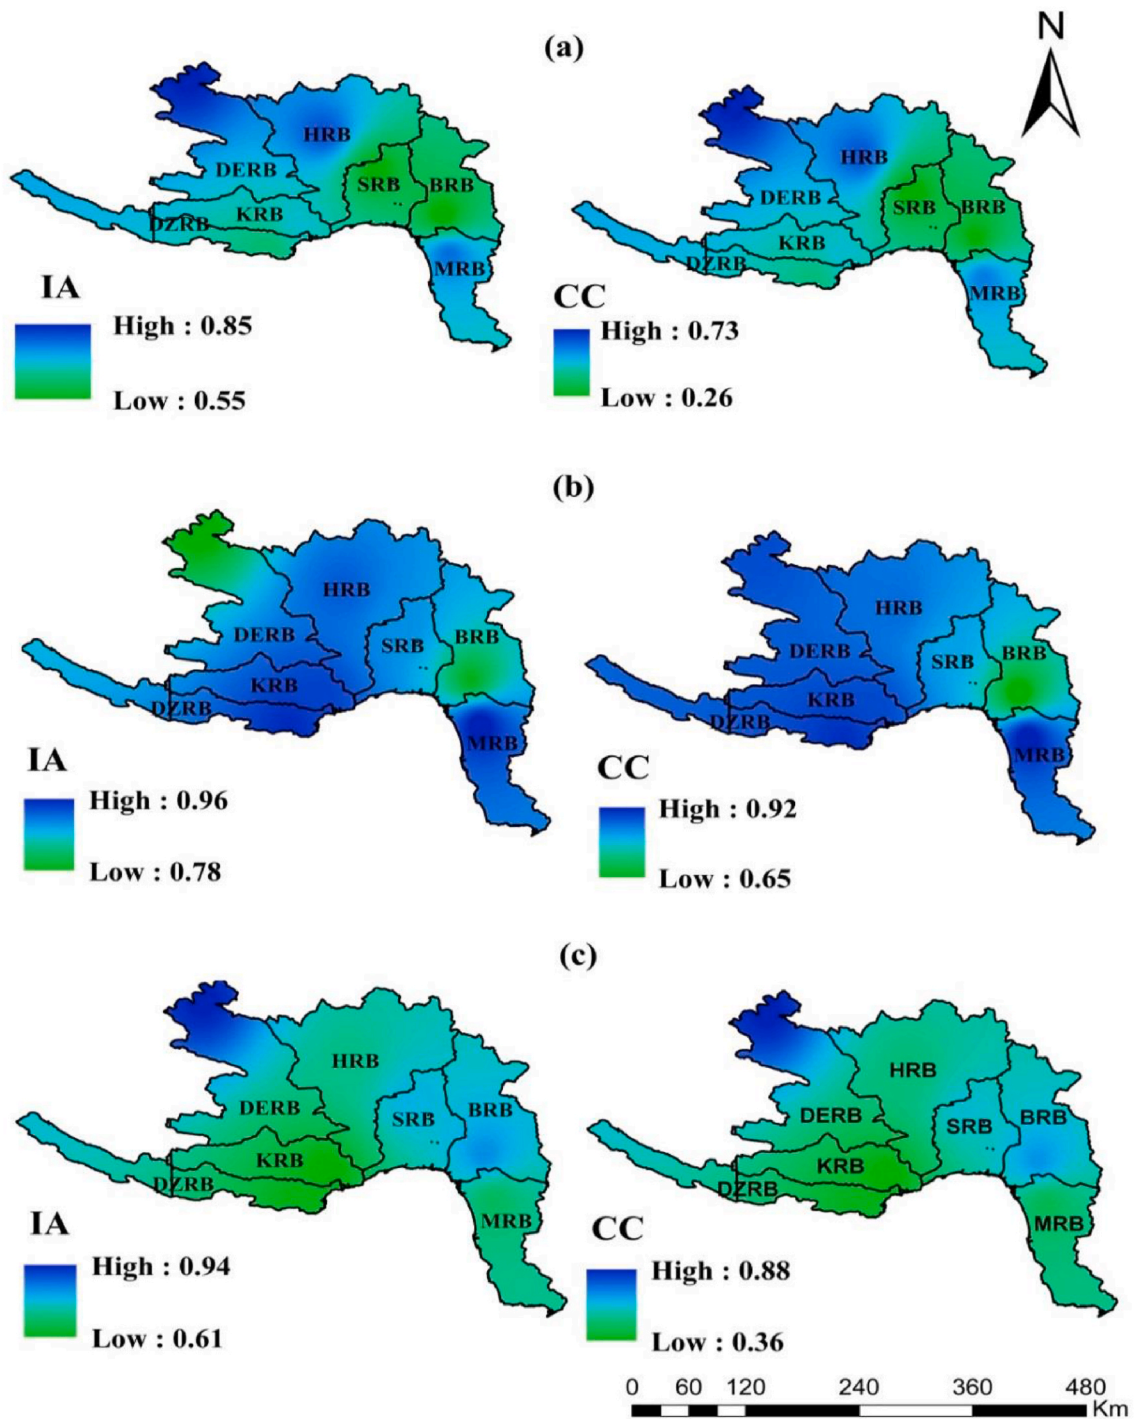 (a)
N
HRB
DERB
SRB
BRB
KRB
DZRB
MRB
IA
High : 0.85
Low : 0.55
HRB
DERB
SRB
BRB
KRB
DZRB
MRB
CC
High : 0.73
Low : 0.26
(b)
HRB
DERB
SRB
BRB
KRB
DZRB
MRB
IA
High : 0.96
Low : 0.78
HRB
DERB
SRB
BRB
KRB
DZRB
MRB
CC
High : 0.92
Low : 0.65
(c)
HRB
DERB
SRB
BRB
KRB
DZRB
MRB
IA
High : 0.94
Low : 0.61
HRB
DERB
SRB
BRB
KRB
DZRB
MRB
CC
High : 0.88
Low : 0.36
0 60 120 240 360 480
Km